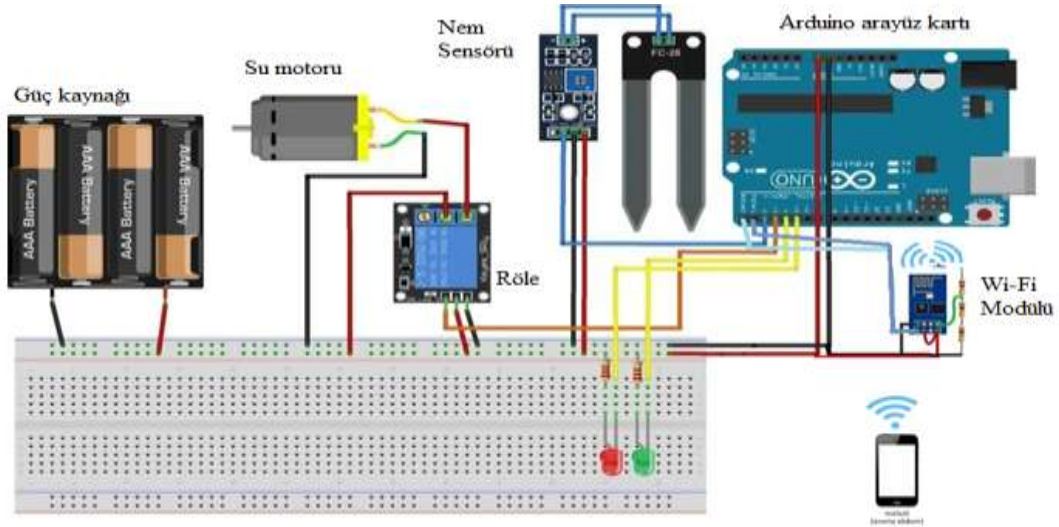 Nem
Sensörü
Arduino arayüz kartı
Su motoru
Güç kaynağı
FC-28
AAA Battery
AAA Battery
AAA Battery
AAA Battery
Arduino
UNO
Röle
Wi-Fi
Modülü